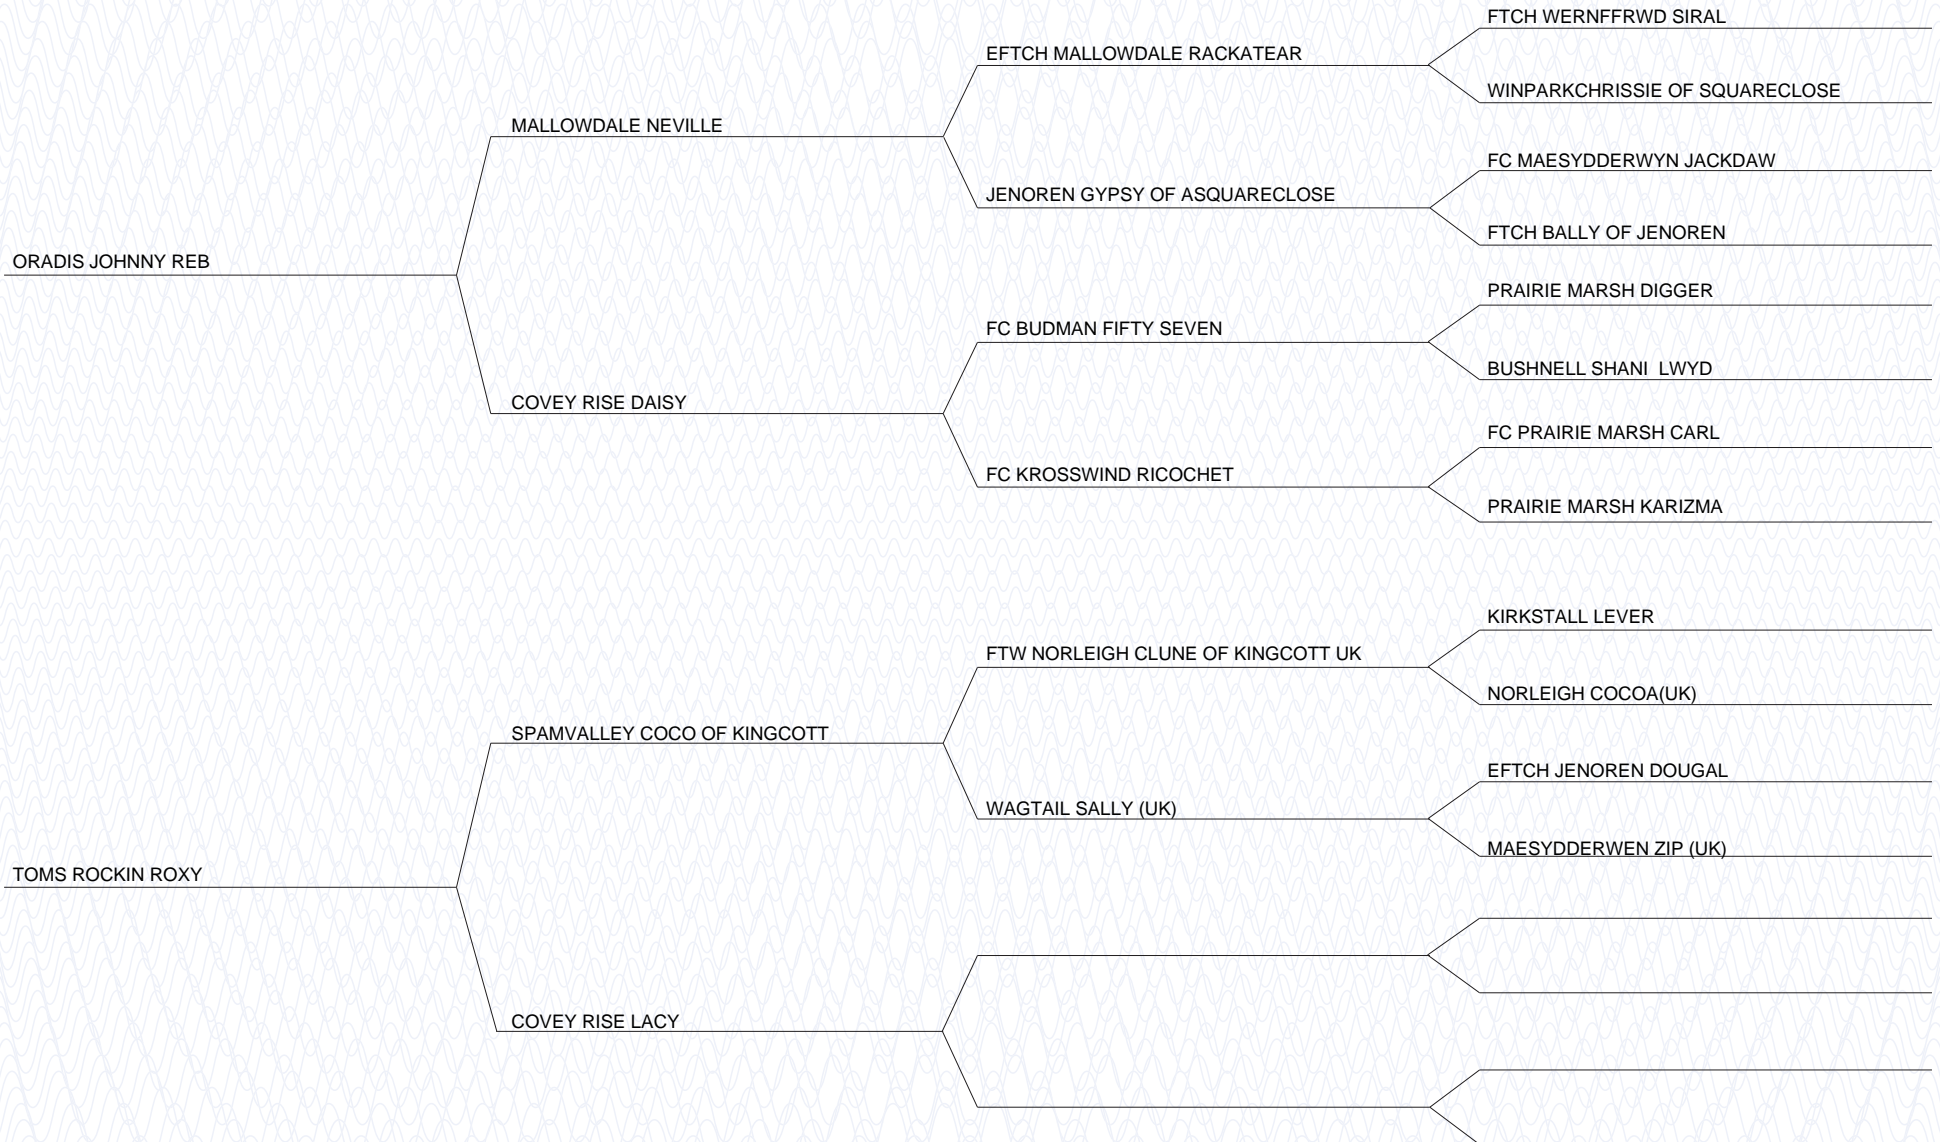 FTCH WERNFFRWD SIRAL
EFTCH MALLOWDALE RACKATEAR
WINPARKCHRISSIE OF SQUARECLOSE
MALLOWDALE NEVILLE
FC MAESYDDERWYN JACKDAW
JENOREN GYPSY OF ASQUARECLOSE
FTCH BALLY OF JENOREN
ORADIS JOHNNY REB
PRAIRIE MARSH DIGGER
FC BUDMAN FIFTY SEVEN
BUSHNELL SHANI  LWYD
COVEY RISE DAISY
FC PRAIRIE MARSH CARL
FC KROSSWIND RICOCHET
PRAIRIE MARSH KARIZMA
KIRKSTALL LEVER
FTW NORLEIGH CLUNE OF KINGCOTT UK
NORLEIGH COCOA(UK)
SPAMVALLEY COCO OF KINGCOTT
EFTCH JENOREN DOUGAL
WAGTAIL SALLY (UK)
MAESYDDERWEN ZIP (UK)
TOMS ROCKIN ROXY
COVEY RISE LACY